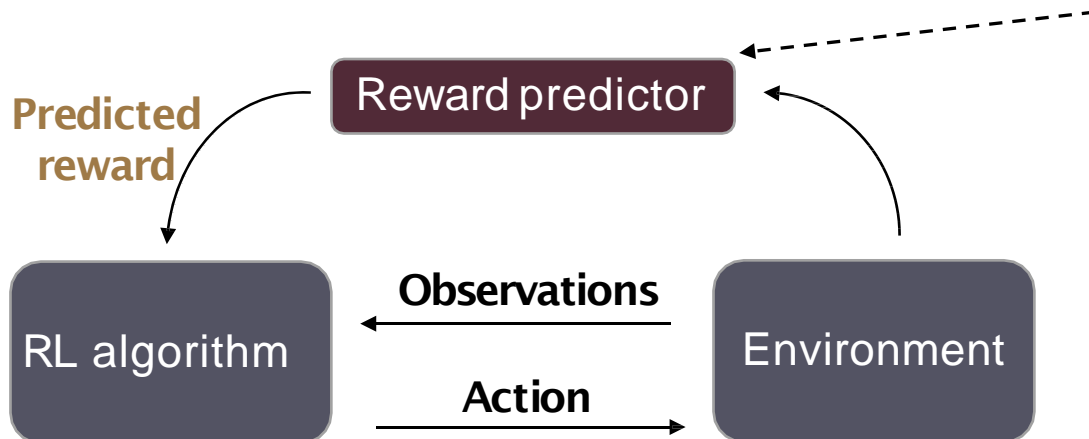 Reward predictor
Predicted
reward
Observations
RL algorithm
Environment
Action